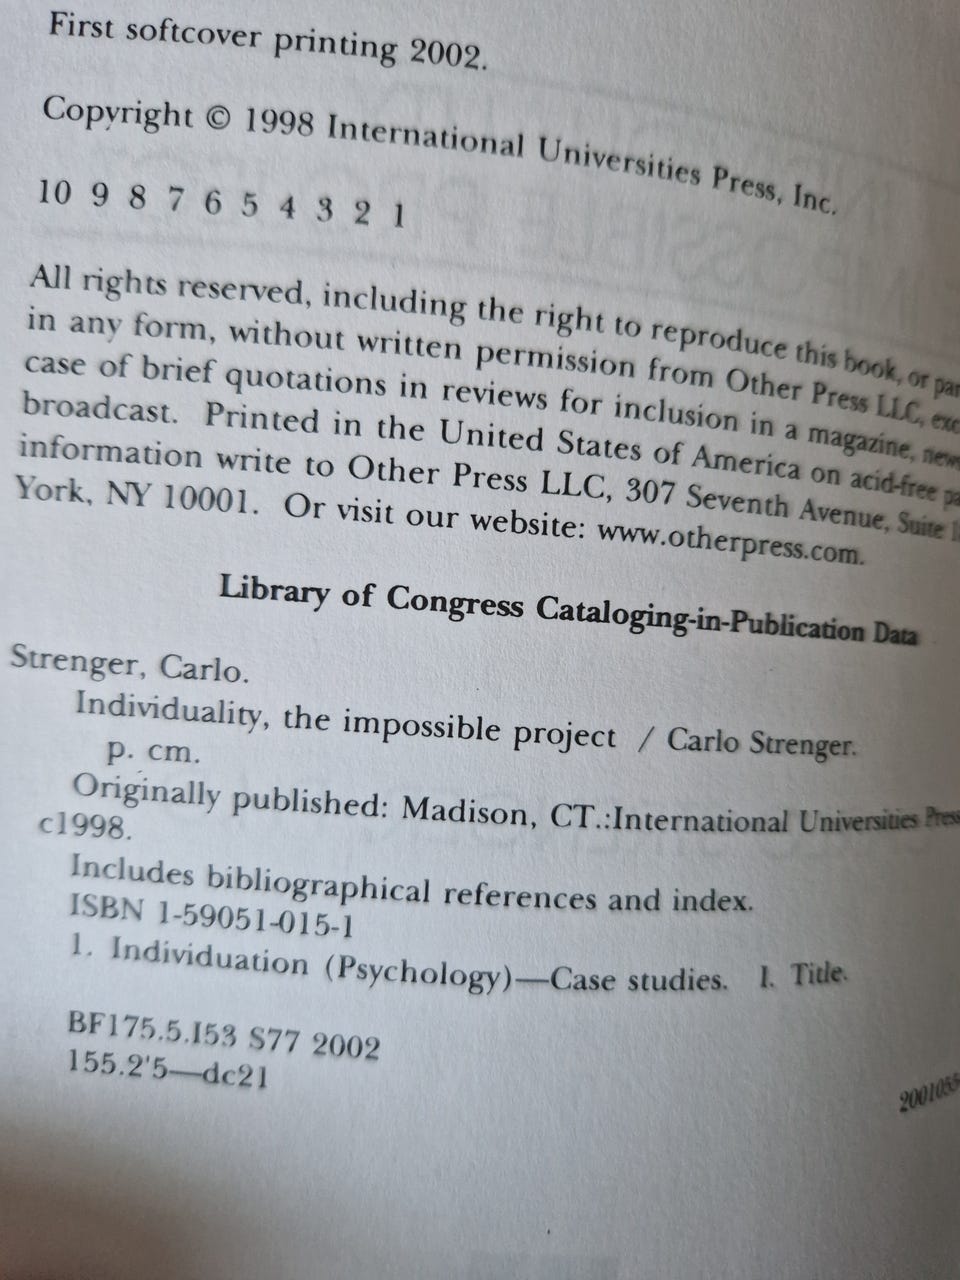 First softcover printing 2002.
Copyright © 1998 International Universities Press, Inc.
10 9 8 7 6 5 4 3 2 1
All rights reserved, including the right to reproduce this book, or
in any form, without written permission from Other Press LLC,
case of brief quotations in reviews for inclusion in a magazine,
broadcast. Printed in the United States of America on acid-free
information write to Other Press LLC, 307 Seventh Avenue, Suite
York, NY 10001. Or visit our website: www.otherpress.com.
Library of Congress Cataloging-in-Publication Data
Strenger, Carlo.
Individuality, the impossible project / Carlo Strenger.
p. cm.
Originally published: Madison, CT.:International Universities Press
c1998.
Includes bibliographical references and index.
ISBN 1-59051-015-1
1. Individuation (Psychology)—Case studies. I. Title.
BF175.5.I53 S77 2002
155.2'5—dc21